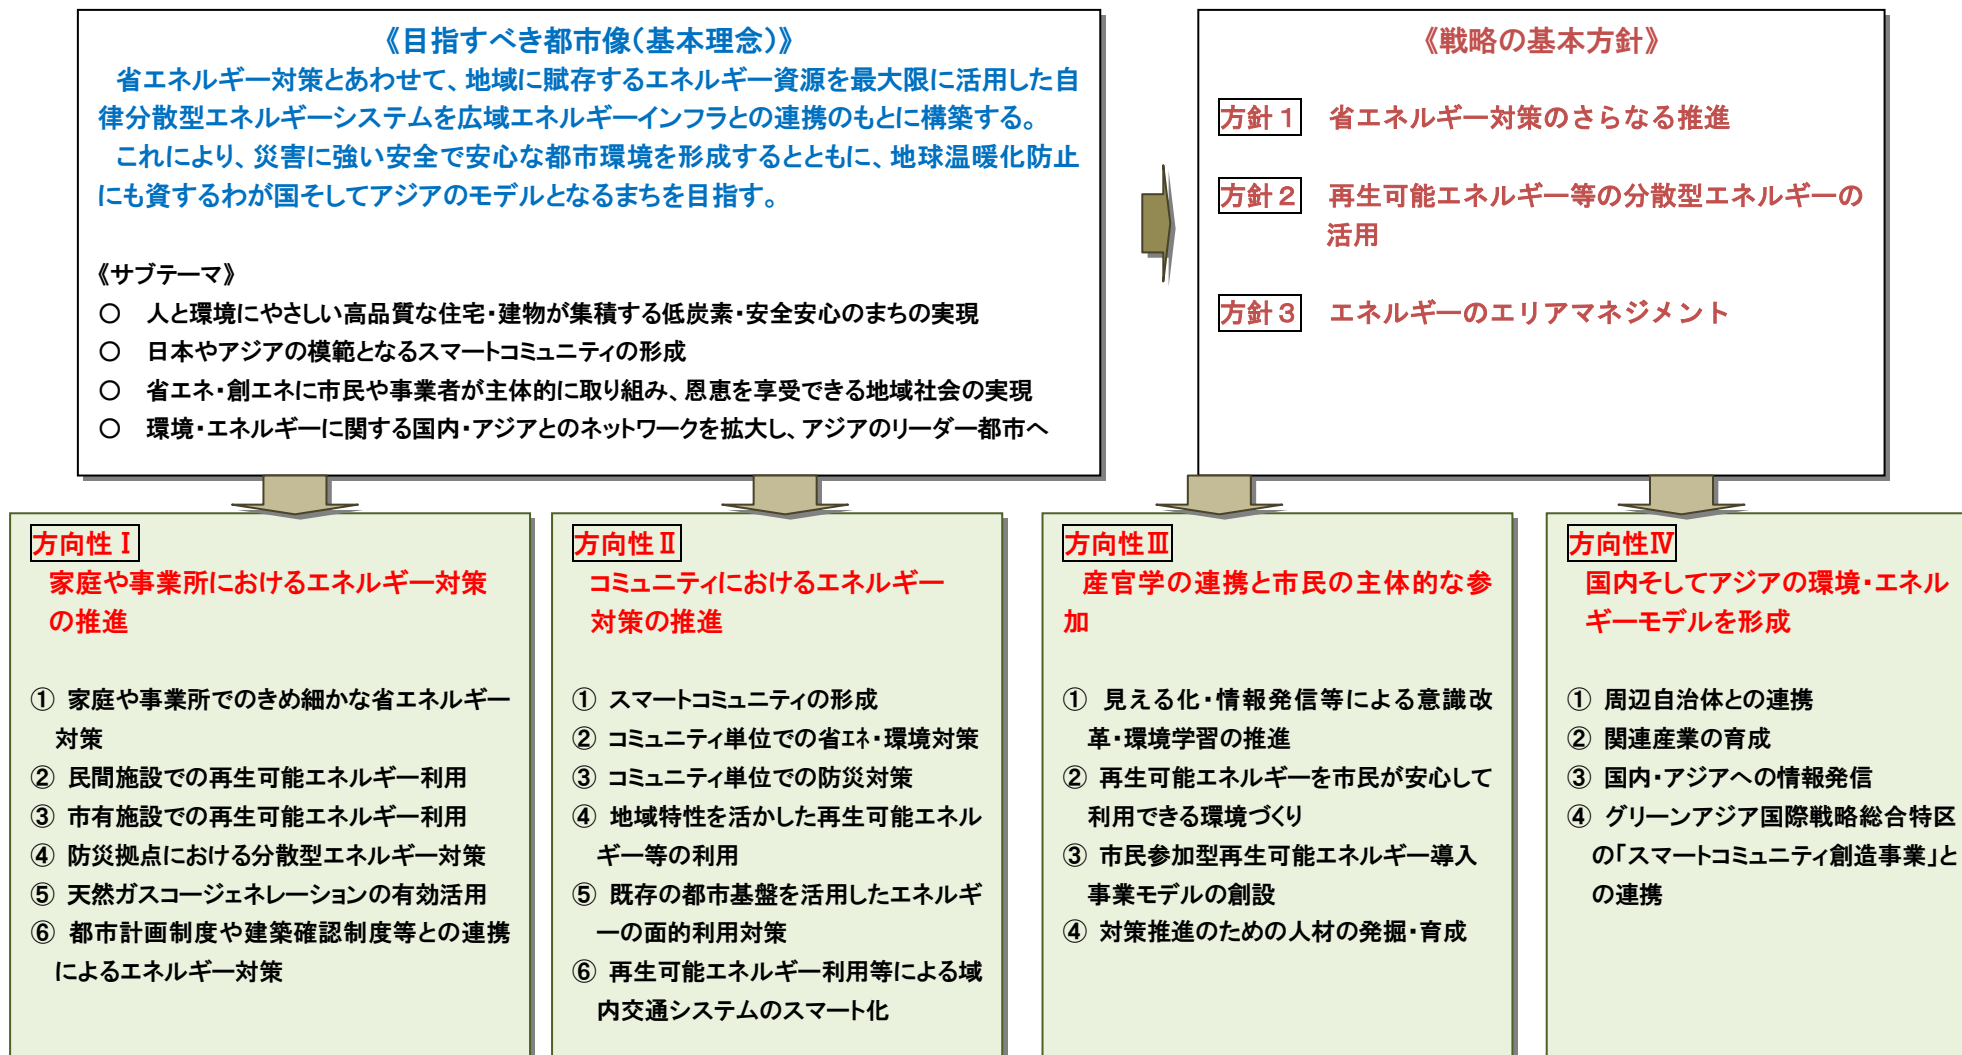 《目指すべき都市像(基本理念)》
省エネルギー対策とあわせて、地域に賦存するエネルギー資源を最大限に活用した自
律分散型エネルギーシステムを広域エネルギーインフラとの連携のもとに構築する。
これにより、災害に強い安全で安心な都市環境を形成するとともに、地球温暖化防止
にも資するわが国そしてアジアのモデルとなるまちを目指す。
《サブテーマ》
○ 人と環境にやさしい高品質な住宅・建物が集積する低炭素・安全安心のまちの実現
○ 日本やアジアの模範となるスマートコミュニティの形成
○ 省エネ・創エネに市民や事業者が主体的に取り組み、恩恵を享受できる地域社会の実現
○ 環境・エネルギーに関する国内・アジアとのネットワークを拡大し、アジアのリーダー都市へ
《戦略の基本方針》
方針1 省エネルギー対策のさらなる推進
方針2 再生可能エネルギー等の分散型エネルギーの
活用
方針3 エネルギーのエリアマネジメント
方向性Ⅰ
家庭や事業所におけるエネルギー対策
の推進
① 家庭や事業所でのきめ細かな省エネルギー
対策
② 民間施設での再生可能エネルギー利用
③ 市有施設での再生可能エネルギー利用
④ 防災拠点における分散型エネルギー対策
⑤ 天然ガスコージェネレーションの有効活用
⑥ 都市計画制度や建築確認制度等との連携
によるエネルギー対策
方向性Ⅱ
コミュニティにおけるエネルギー
対策の推進
① スマートコミュニティの形成
② コミュニティ単位での省エネ・環境対策
③ コミュニティ単位での防災対策
④ 地域特性を活かした再生可能エネル
ギー等の利用
⑤ 既存の都市基盤を活用したエネルギ
ーの面的利用対策
⑥ 再生可能エネルギー利用等による域
内交通システムのスマート化
方向性Ⅲ
産官学の連携と市民の主体的な参
加
① 見える化・情報発信等による意識改
革・環境学習の推進
② 再生可能エネルギーを市民が安心して
利用できる環境づくり
③ 市民参加型再生可能エネルギー導入
事業モデルの創設
④ 対策推進のための人材の発掘・育成
方向性Ⅳ
国内そしてアジアの環境・エネル
ギーモデルを形成
① 周辺自治体との連携
② 関連産業の育成
③ 国内・アジアへの情報発信
④ グリーンアジア国際戦略総合特区
の「スマートコミュニティ創造事業」と
の連携